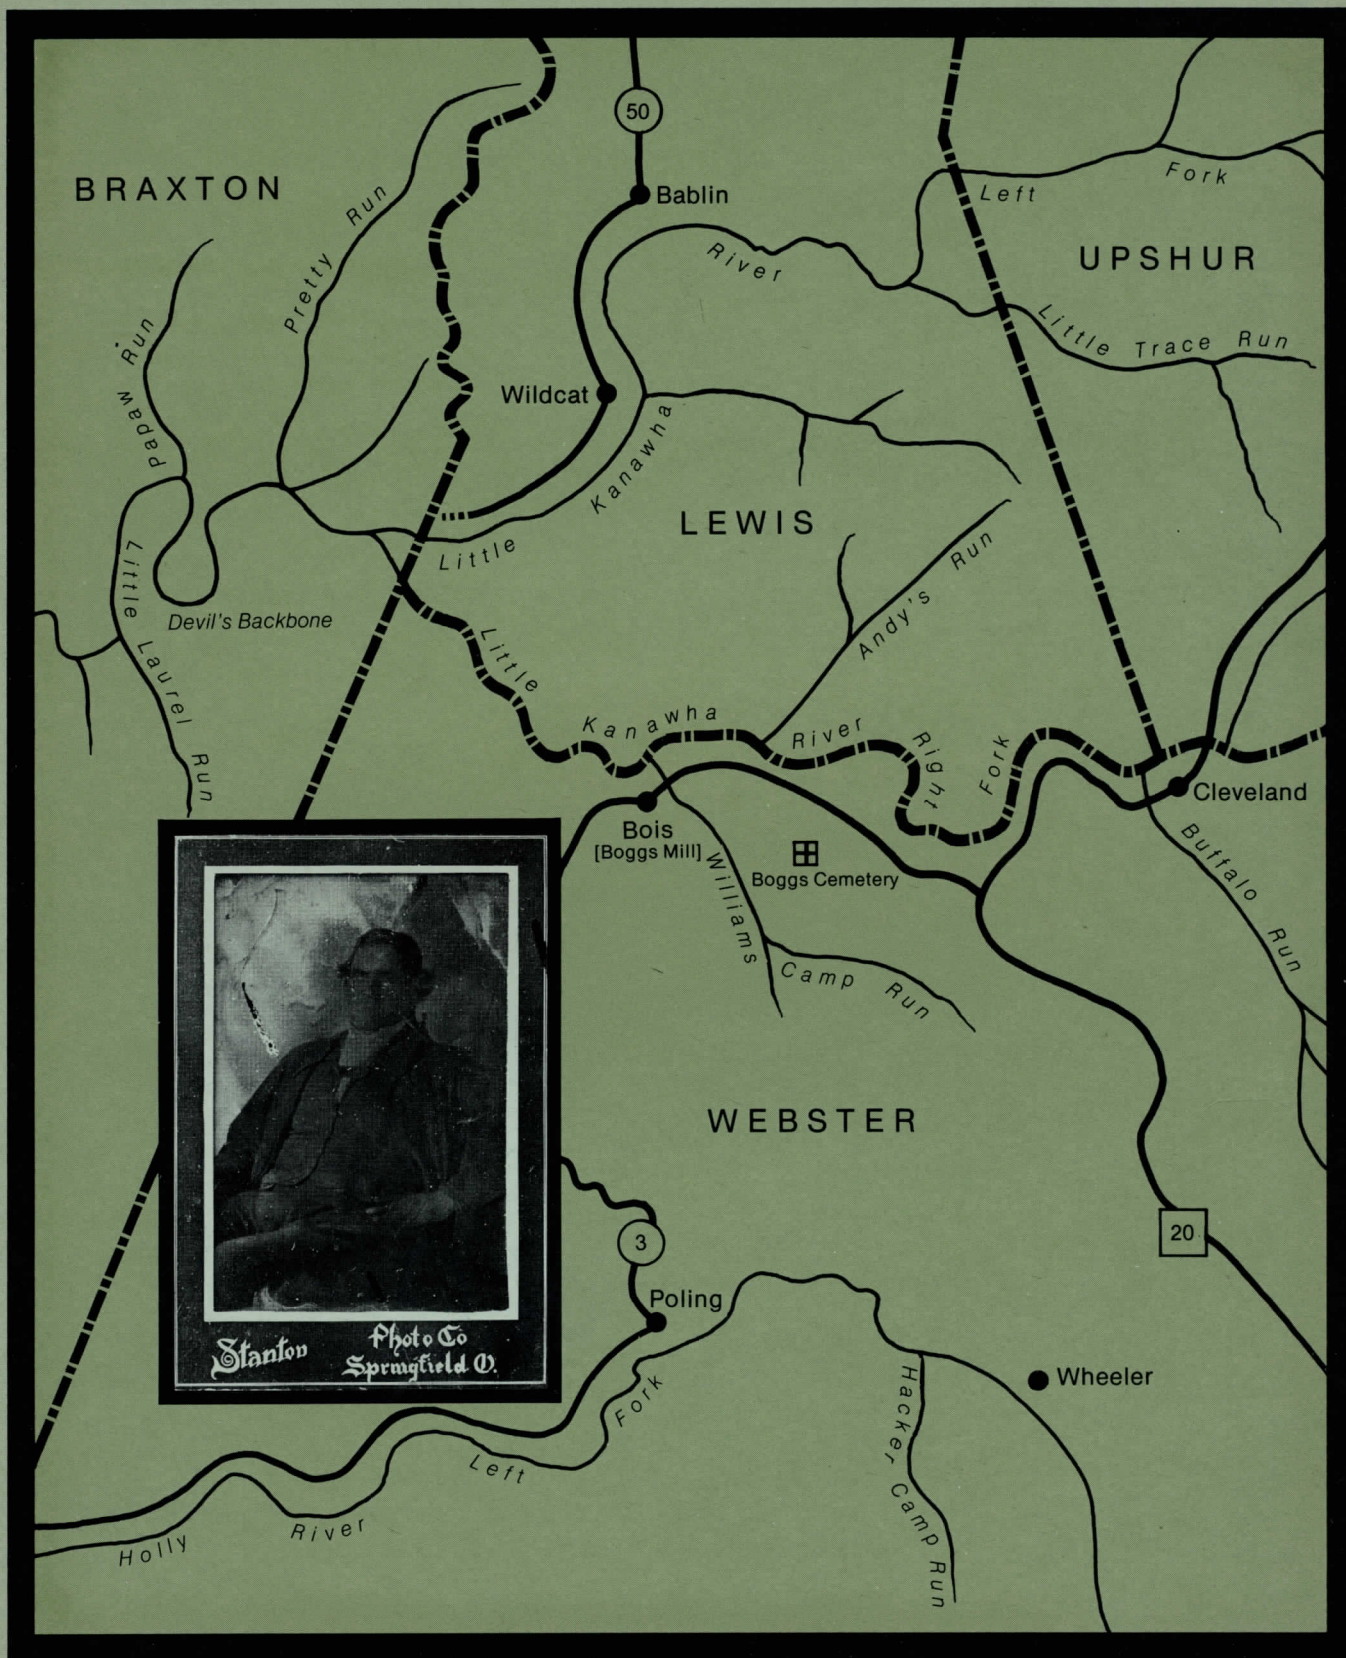 50
BRAXTON
Bablin
Left
Fork
Pretty Run
River
UPSHUR
Papaw Run
Little Trace Run
Wildcat
Kanawha
LEWIS
Little
Andy's Run
Devil's Backbone
Little Laurel Run
Little
Kanawha
River
Right
Fork
Cleveland
Bois
[Boggs Mill]
Boggs Cemetery
Williams
Camp Run
Buffalo Run
WEBSTER
20
3
Poling
Stanton
Photo Co
Springfield O.
Wheeler
Hacker Camp Run
Fork
Left
River
Holly